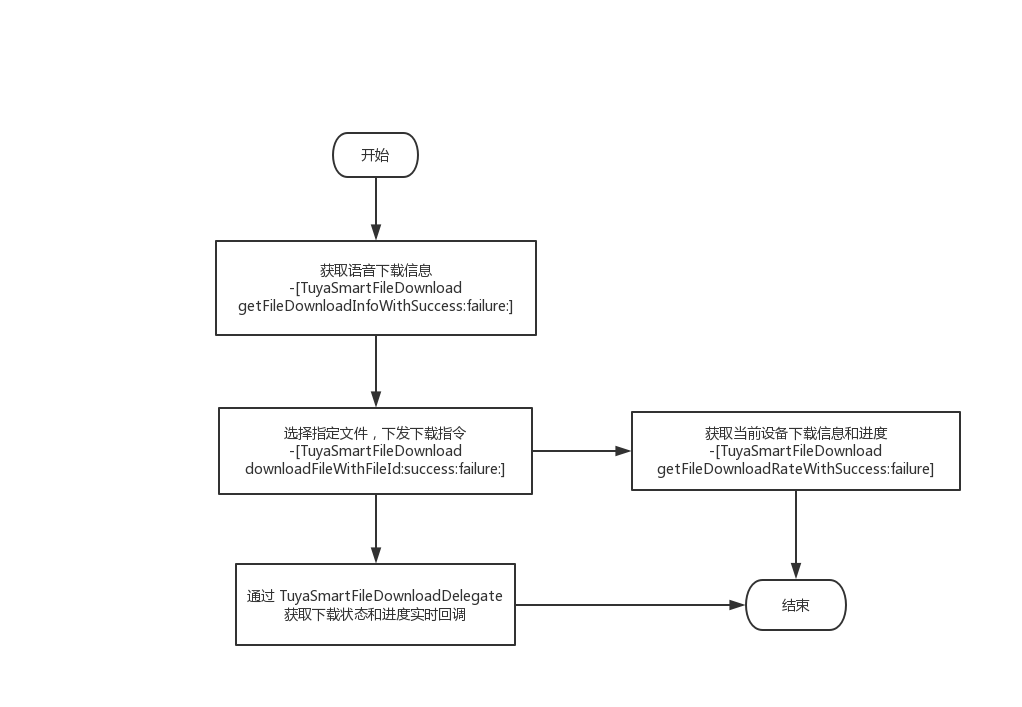 开始
获取语音下载信息
-[TuyaSmartFileDownload
getFileDownloadInfoWithSuccess:failure:]
选择指定文件，下发下载指令
-[TuyaSmartFileDownload
downloadFileWithFileId:success:failure:]
获取当前设备下载信息和进度
-[TuyaSmartFileDownload
getFileDownloadRateWithSuccess:failure]
通过 TuyaSmartFileDownloadDelegate
获取下载状态和进度实时回调
结束